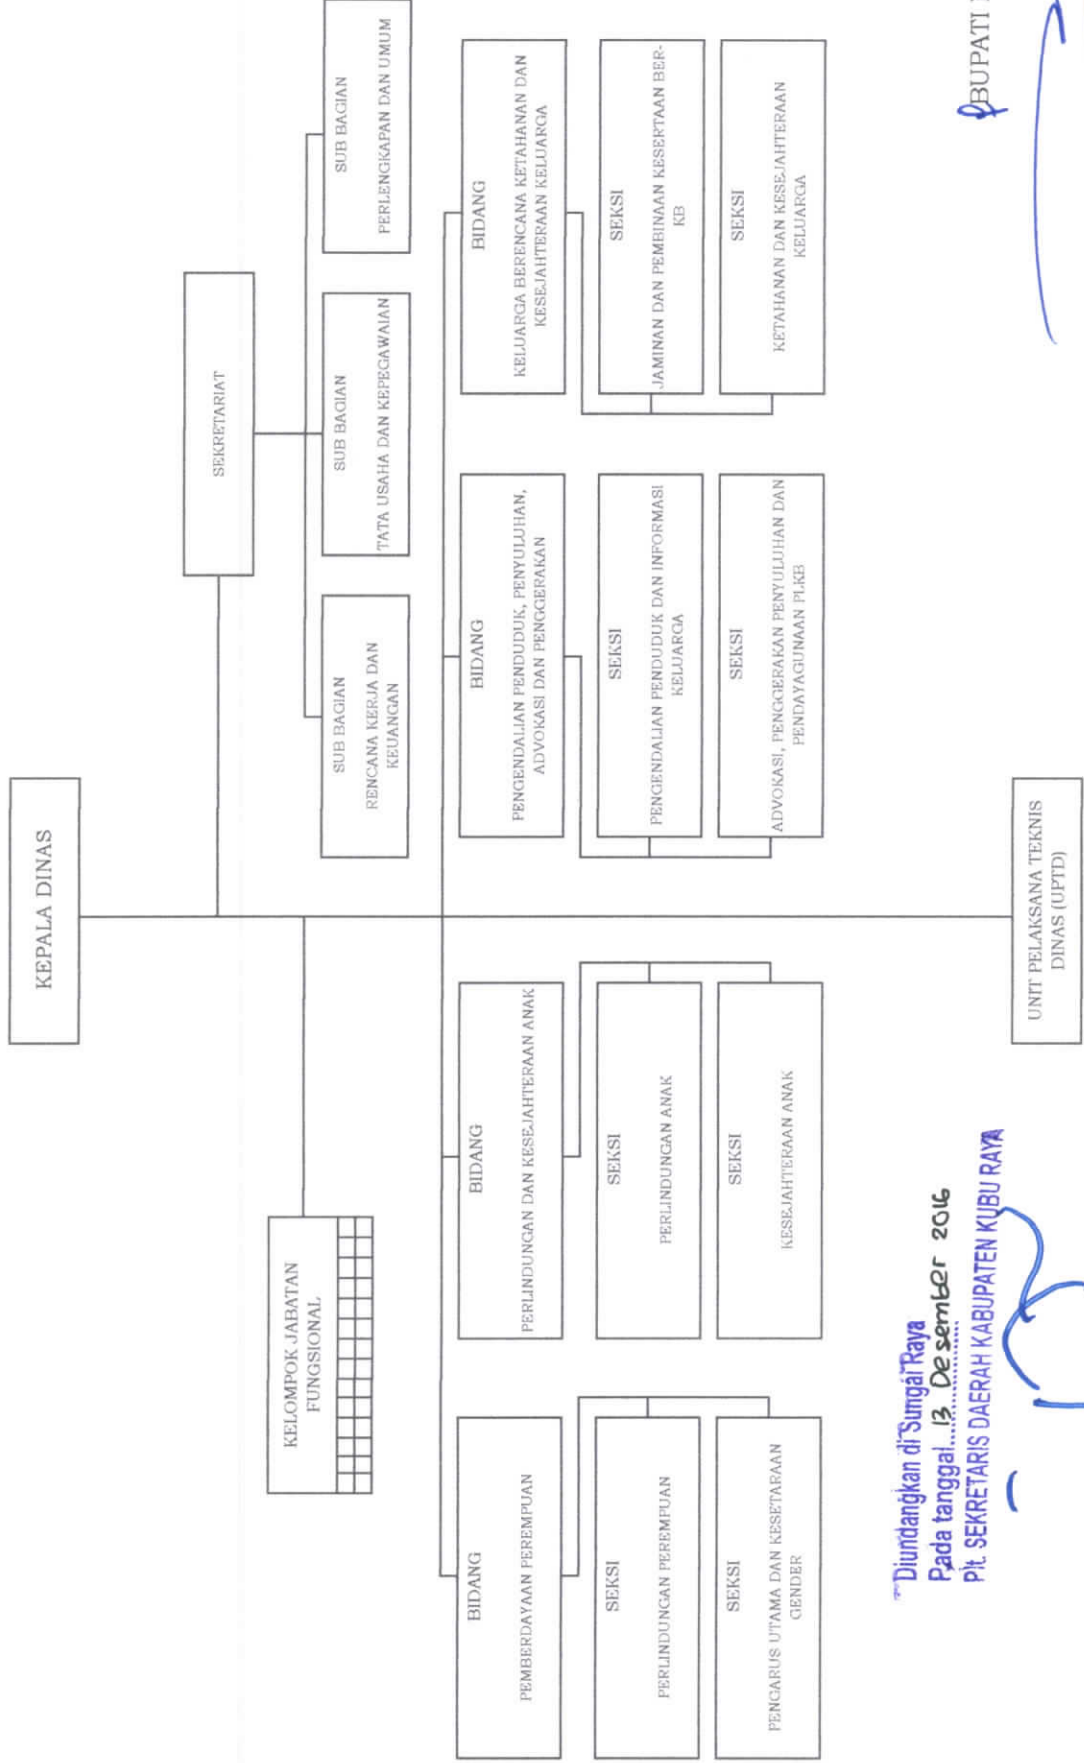 KEPALA DINAS
SEKRETARIAT
KELOMPOK JABATAN
FUNGSIONAL
SUB BAGIAN
RENCANA KERJA DAN
KEUANGAN
SUB BAGIAN
TATA USAHA DAN KEPEGAWAIAN
SUB BAGIAN
PERLENGKAPAN DAN UMUM
BIDANG
PEMBERDAYAAN PEREMPUAN
BIDANG
PERLINDUNGAN DAN KESEJAHTERAAN ANAK
BIDANG
PENGENDALIAN PENDUDUK, PENYULUHAN,
ADVOKASI DAN PENGGERAKAN
BIDANG
KELUARGA BERENCANA KETAHANAN DAN
KESEJAHTERAAN KELUARGA
SEKSI
PERLINDUNGAN PEREMPUAN
SEKSI
PERLINDUNGAN ANAK
SEKSI
PENGENDALIAN PENDUDUK DAN INFORMASI
KELUARGA
SEKSI
JAMINAN DAN PEMBINAAN KESERTAAN BER-
KB
SEKSI
PENGARUS UTAMA DAN KESETARAAN
GENDER
SEKSI
KESEJAHTERAAN ANAK
SEKSI
ADVOKASI, PENGGERAKAN PENYULUHAN DAN
PENDAYAGUNAAN PLKB
SEKSI
KETAHANAN DAN KESEJAHTERAAN
KELUARGA
UNIT PELAKSANA TEKNIS
DINAS (UPTD)
Diundangkan di Sungai Raya
Pada tanggal...13 Desember 2016
Plt. SEKRETARIS DAERAH KABUPATEN KUBU RAYA
BUPATI